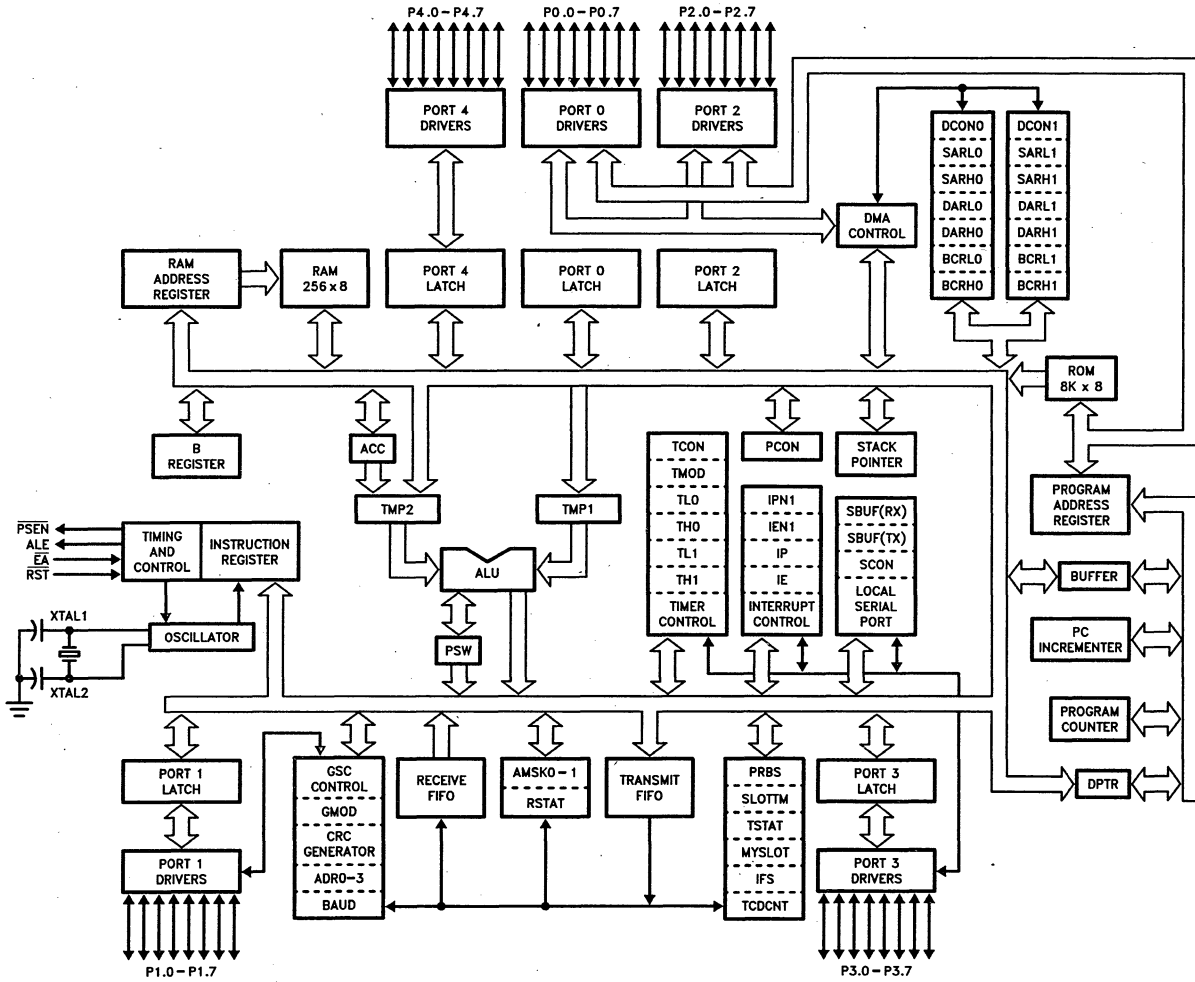 P4.0-P4.7
P0.0-P0.7
P2.0-P2.7
PORT 4
DRIVERS
PORT 0
DRIVERS
PORT 2
DRIVERS
DCON0
SARL0
SARH0
DARL0
DARH0
BCRL0
BCRH0
DCON1
SARL1
SARH1
DARL1
DARH1
BCRL1
BCRH1
DMA
CONTROL
RAM
ADDRESS
REGISTER
RAM
256 x 8
PORT 4
LATCH
PORT 0
LATCH
PORT 2
LATCH
ROM
8K x 8
B
REGISTER
ACC
TCON
TMOD
TL0
TH0
TL1
TH1
TIMER
CONTROL
PCON
STACK
POINTER
IPN1
IEN1
IP
IE
INTERRUPT
CONTROL
SBUF(RX)
SBUF(TX)
SCON
LOCAL
SERIAL
PORT
PROGRAM
ADDRESS
REGISTER
TMP2
TMP1
ALU
PSEN
ALE
EA
RST
TIMING
AND
CONTROL
INSTRUCTION
REGISTER
BUFFER
XTAL1
OSCILLATOR
XTAL2
PSW
PC
INCREMENTER
PROGRAM
COUNTER
PORT 1
LATCH
GSC
CONTROL
GMOD
CRC
GENERATOR
ADR0-3
BAUD
RECEIVE
FIFO
AMSK0-1
RSTAT
TRANSMIT
FIFO
PRBS
SLOTTM
TSTAT
MYSLOT
IFS
TCDCNT
PORT 3
LATCH
DPTR
PORT 1
DRIVERS
PORT 3
DRIVERS
P1.0-P1.7
P3.0-P3.7